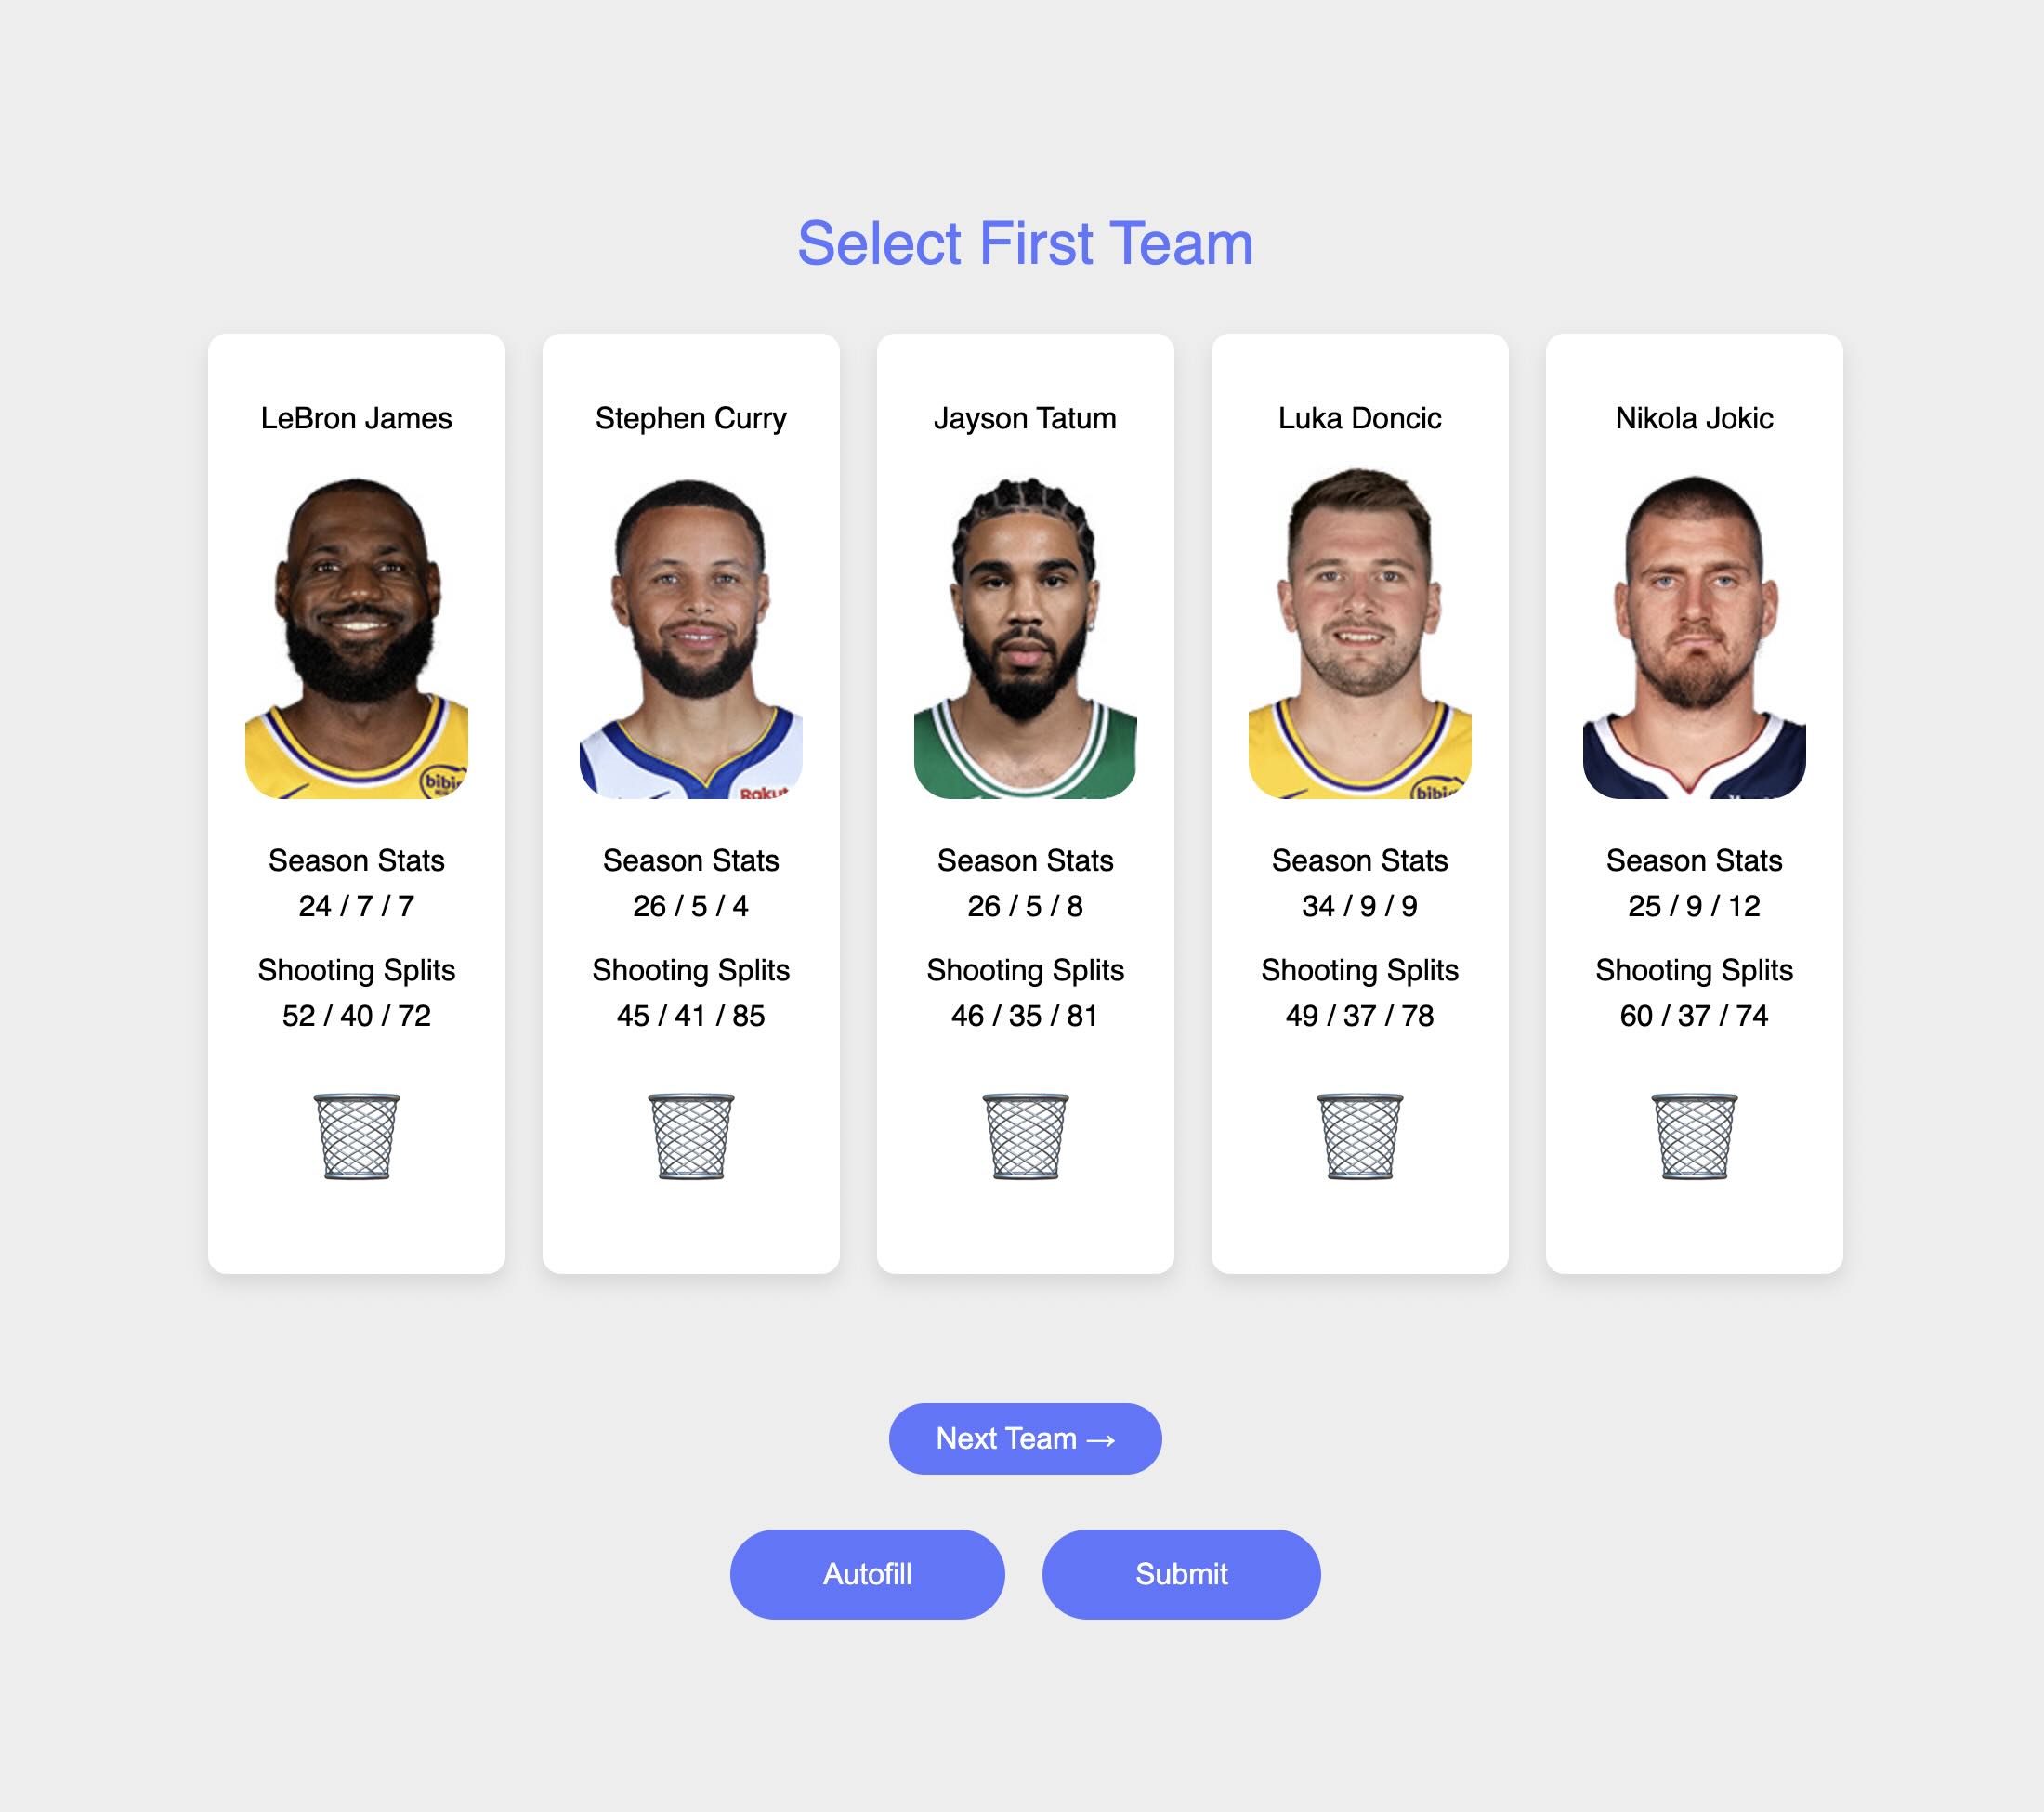 Select First Team
LeBron James
Stephen Curry
Jayson Tatum
Luka Doncic
Nikola Jokic
Season Stats
24 / 7 / 7
Shooting Splits
52 / 40 / 72
Season Stats
26 / 5 / 4
Shooting Splits
45 / 41 / 85
Season Stats
26 / 5 / 8
Shooting Splits
46 / 35 / 81
Season Stats
34 / 9 / 9
Shooting Splits
49 / 37 / 78
Season Stats
25 / 9 / 12
Shooting Splits
60 / 37 / 74
Next Team →
Autofill
Submit